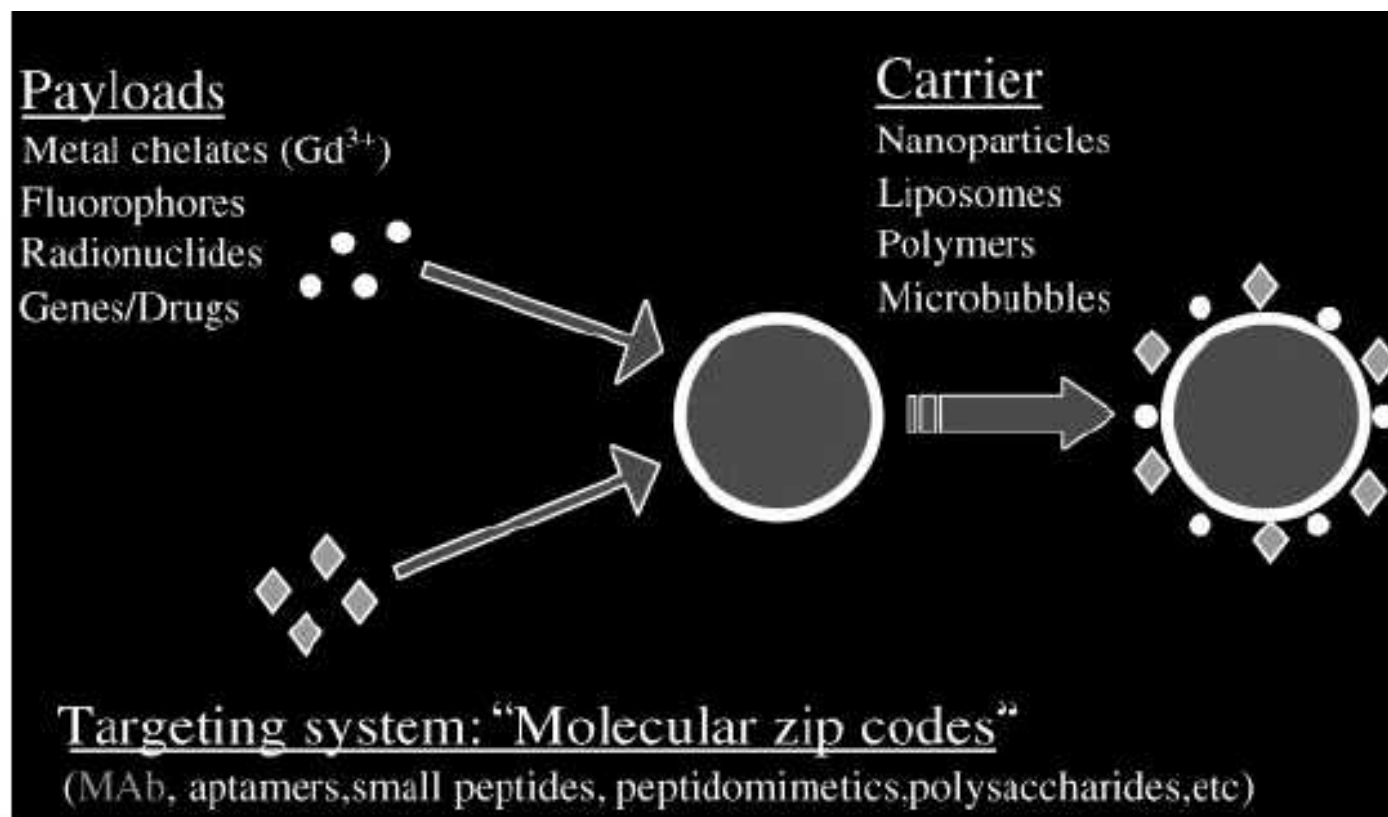 Payloads
Metal chelates (Gd³⁺)
Fluorophores
Radionuclides
Genes/Drugs
Carrier
Nanoparticles
Liposomes
Polymers
Microbubbles
Targeting system: “Molecular zip codes”
(MAb, aptamers,small peptides, peptidomimetics,polysaccharides,etc)